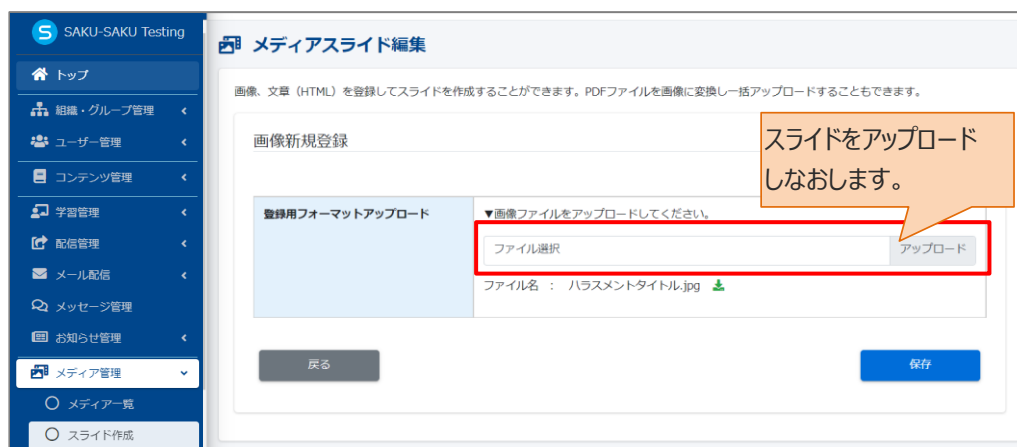 S SAKU-SAKU Testing
トップ
組織・グループ管理
ユーザー管理
コンテンツ管理
学習管理
配信管理
メール配信
メッセージ管理
お知らせ管理
メディア管理
メディア一覧
スライド作成
メディアスライド編集
画像、文章（HTML）を登録してスライドを作成することができます。PDFファイルを画像に変換し一括アップロードすることもできます。
画像新規登録
スライドをアップロード
しなおします。
登録用フォーマットアップロード
▼画像ファイルをアップロードしてください。
ファイル選択
アップロード
ファイル名 ： ハラスメントタイトル.jpg
戻る
保存